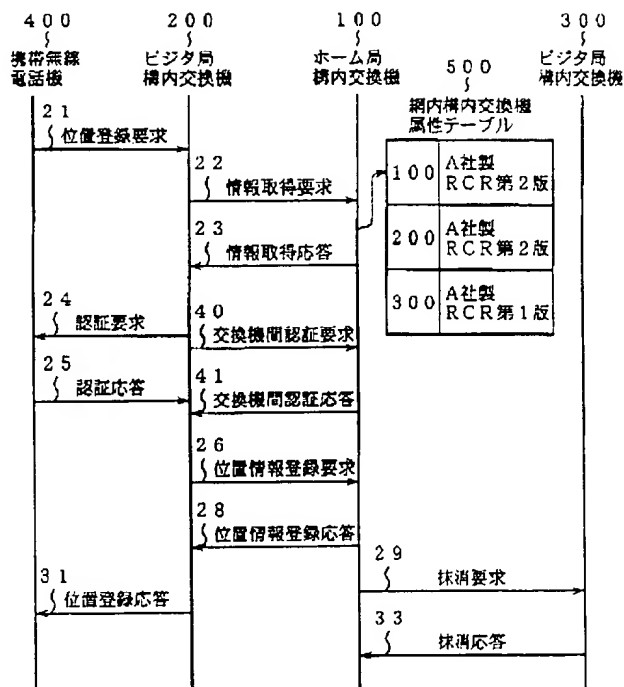 400
200
100
300
携帯無線
電話機
ビジタ局
構内交換機
ホーム局
構内交換機
ビジタ局
構内交換機
500
網内構内交換機
属性テーブル
100
A社製
RCR第2版
200
A社製
RCR第2版
300
A社製
RCR第1版
21
位置登録要求
22
情報取得要求
23
情報取得応答
24
認証要求
40
交換機間認証要求
25
認証応答
41
交換機間認証応答
26
位置情報登録要求
28
位置情報登録応答
29
抹消要求
31
位置登録応答
33
抹消応答